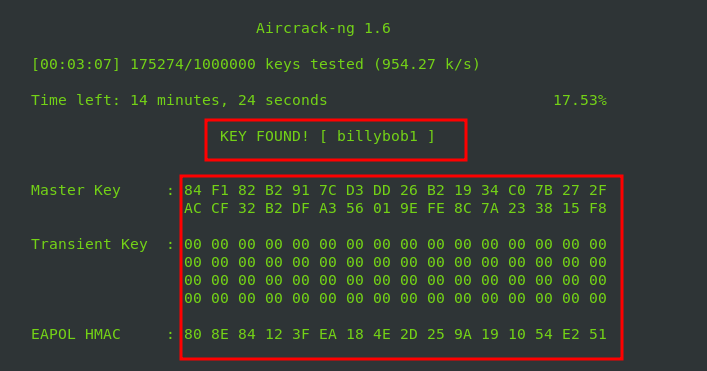 Aircrack-ng 1.6
[00:03:07] 175274/1000000 keys tested (954.27 k/s)
Time left: 14 minutes, 24 seconds 17.53%
KEY FOUND! [ billybob1 ]
Master Key : 84 F1 82 B2 91 7C D3 DD 26 B2 19 34 C0 7B 27 2F
AC CF 32 B2 DF A3 56 01 9E FE 8C 7A 23 38 15 F8
Transient Key : 00 00 00 00 00 00 00 00 00 00 00 00 00 00 00 00
00 00 00 00 00 00 00 00 00 00 00 00 00 00 00 00
00 00 00 00 00 00 00 00 00 00 00 00 00 00 00 00
00 00 00 00 00 00 00 00 00 00 00 00 00 00 00 00
EAPOL HMAC : 80 8E 84 12 3F EA 18 4E 2D 25 9A 19 10 54 E2 51